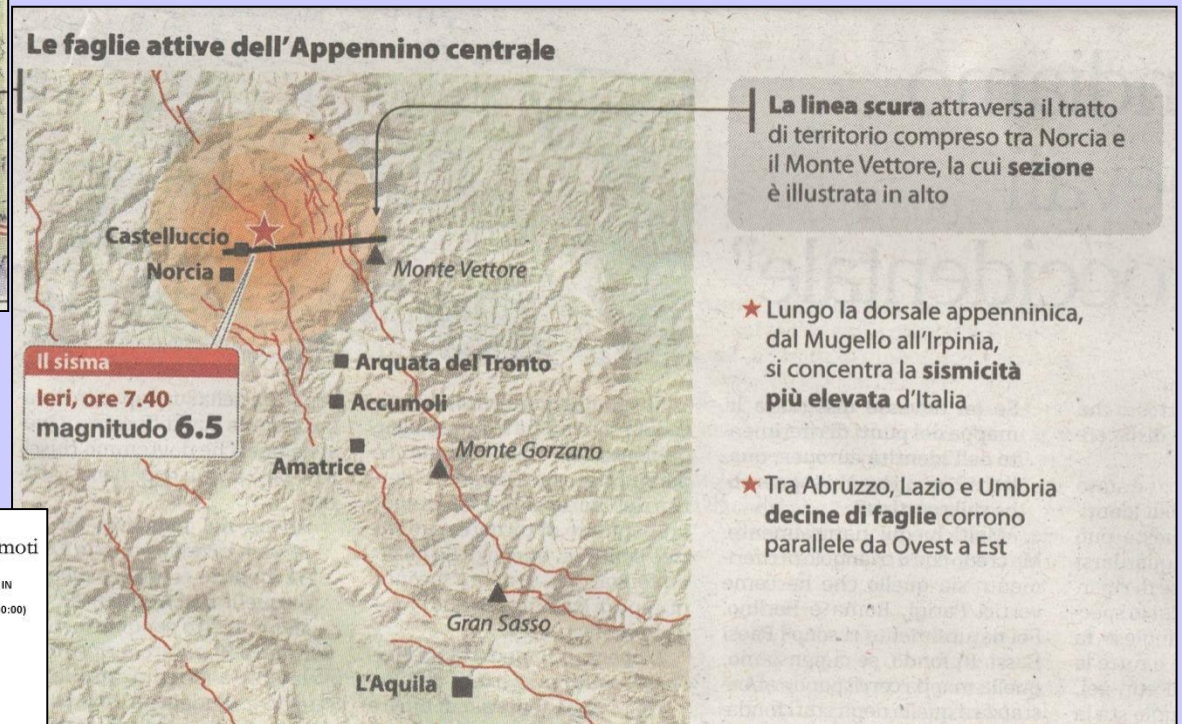 Le faglie attive dell'Appennino centrale
La linea scura attraversa il tratto
di territorio compreso tra Norcia e
il Monte Vettore, la cui sezione
è illustrata in alto
Castelluccio
Norcia
Monte Vettore
Il sisma
Ieri, ore 7.40
magnitudo 6.5
Arquata del Tronto
Accumoli
Amatrice
Monte Gorzano
Gran Sasso
L'Aquila
★ Lungo la dorsale appenninica,
dal Mugello all'Irpinia,
si concentra la sismicità
più elevata d'Italia
★ Tra Abruzzo, Lazio e Umbria
decine di faglie corrono
parallele da Ovest a Est
moti
IN
0:00)